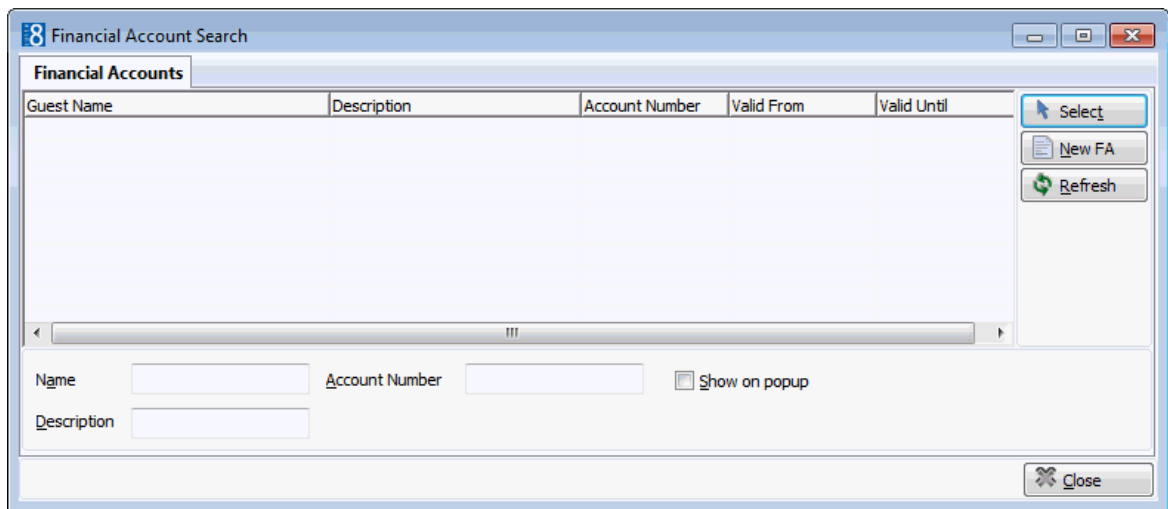 8 Financial Account Search
Financial Accounts
Guest Name Description Account Number Valid From Valid Until
Select
New FA
Refresh
Name Account Number Show on popup
Description
Close